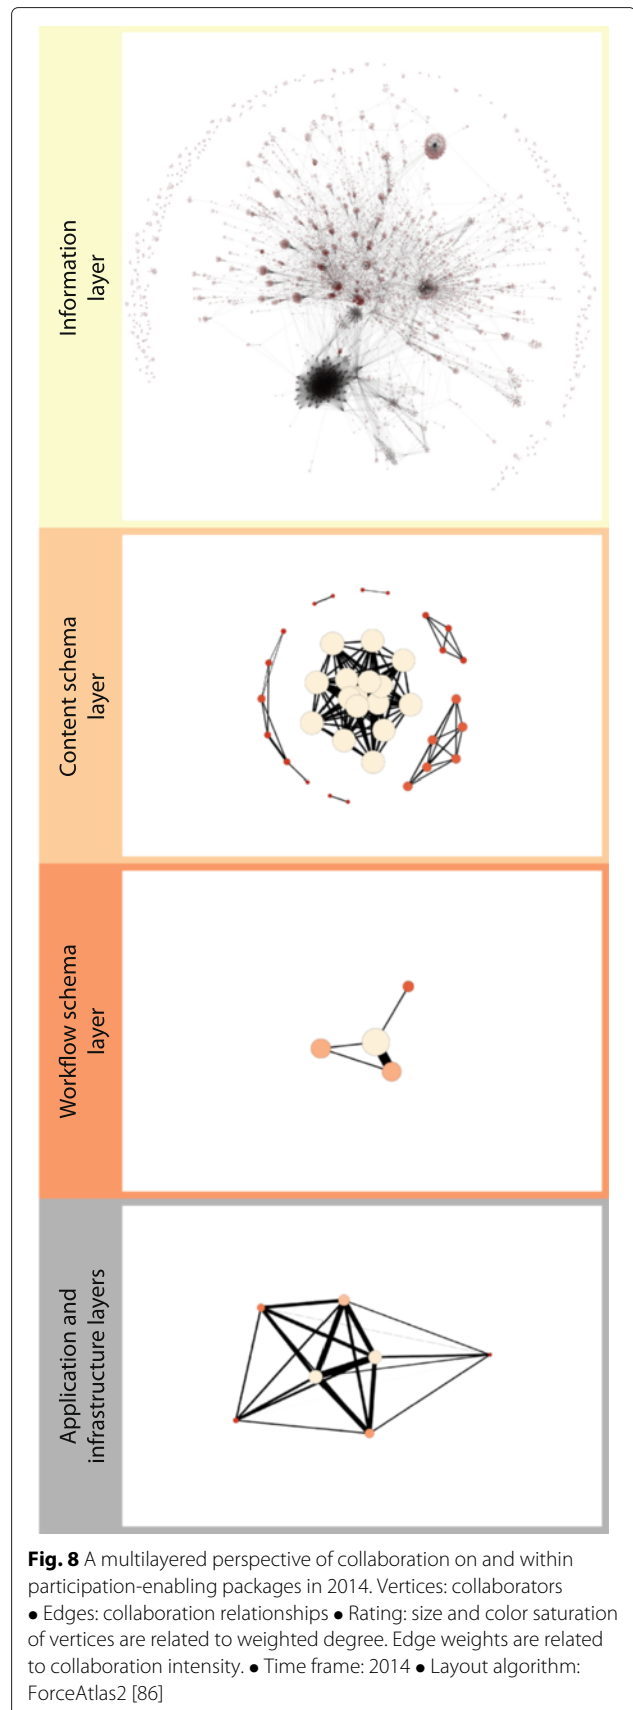 Information
layer
Content schema
layer
Workflow schema
layer
Application and
infrastructure layers
Fig. 8 A multilayered perspective of collaboration on and within
participation-enabling packages in 2014. Vertices: collaborators
● Edges: collaboration relationships ● Rating: size and color saturation
of vertices are related to weighted degree. Edge weights are related
to collaboration intensity. ● Time frame: 2014 ● Layout algorithm:
ForceAtlas2 [86]